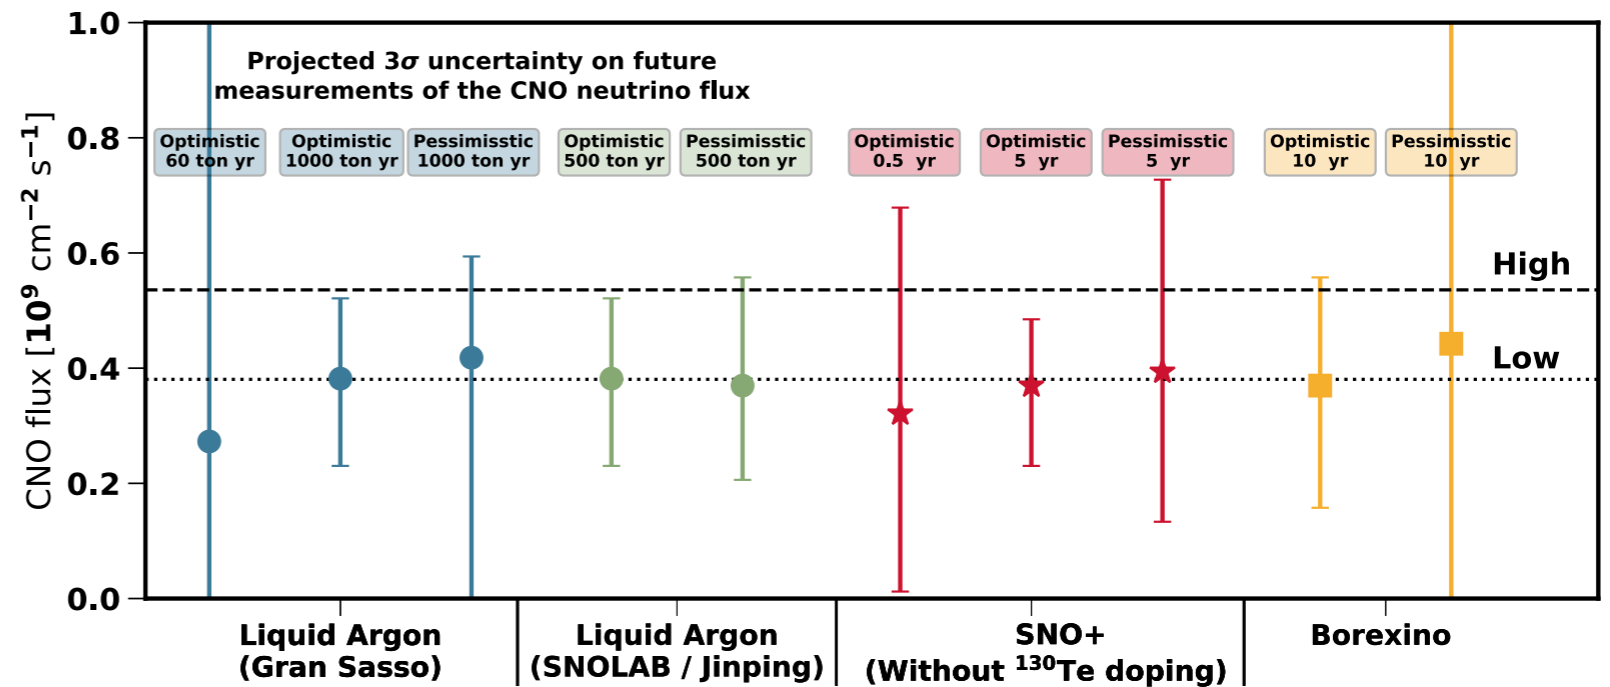 Projected 3σ uncertainty on future
measurements of the CNO neutrino flux
1.0
0.8
0.6
0.4
0.2
0.0
CNO flux [10⁹ cm⁻² s⁻¹]
Optimistic
60 ton yr
Optimistic
1000 ton yr
Pessimisstic
1000 ton yr
Optimistic
500 ton yr
Pessimisstic
500 ton yr
Optimistic
0.5 yr
Optimistic
5 yr
Pessimisstic
5 yr
Optimistic
10 yr
Pessimisstic
10 yr
High
Low
Liquid Argon
(Gran Sasso)
Liquid Argon
(SNOLAB / Jinping)
SNO+
(Without ¹³⁰Te doping)
Borexino